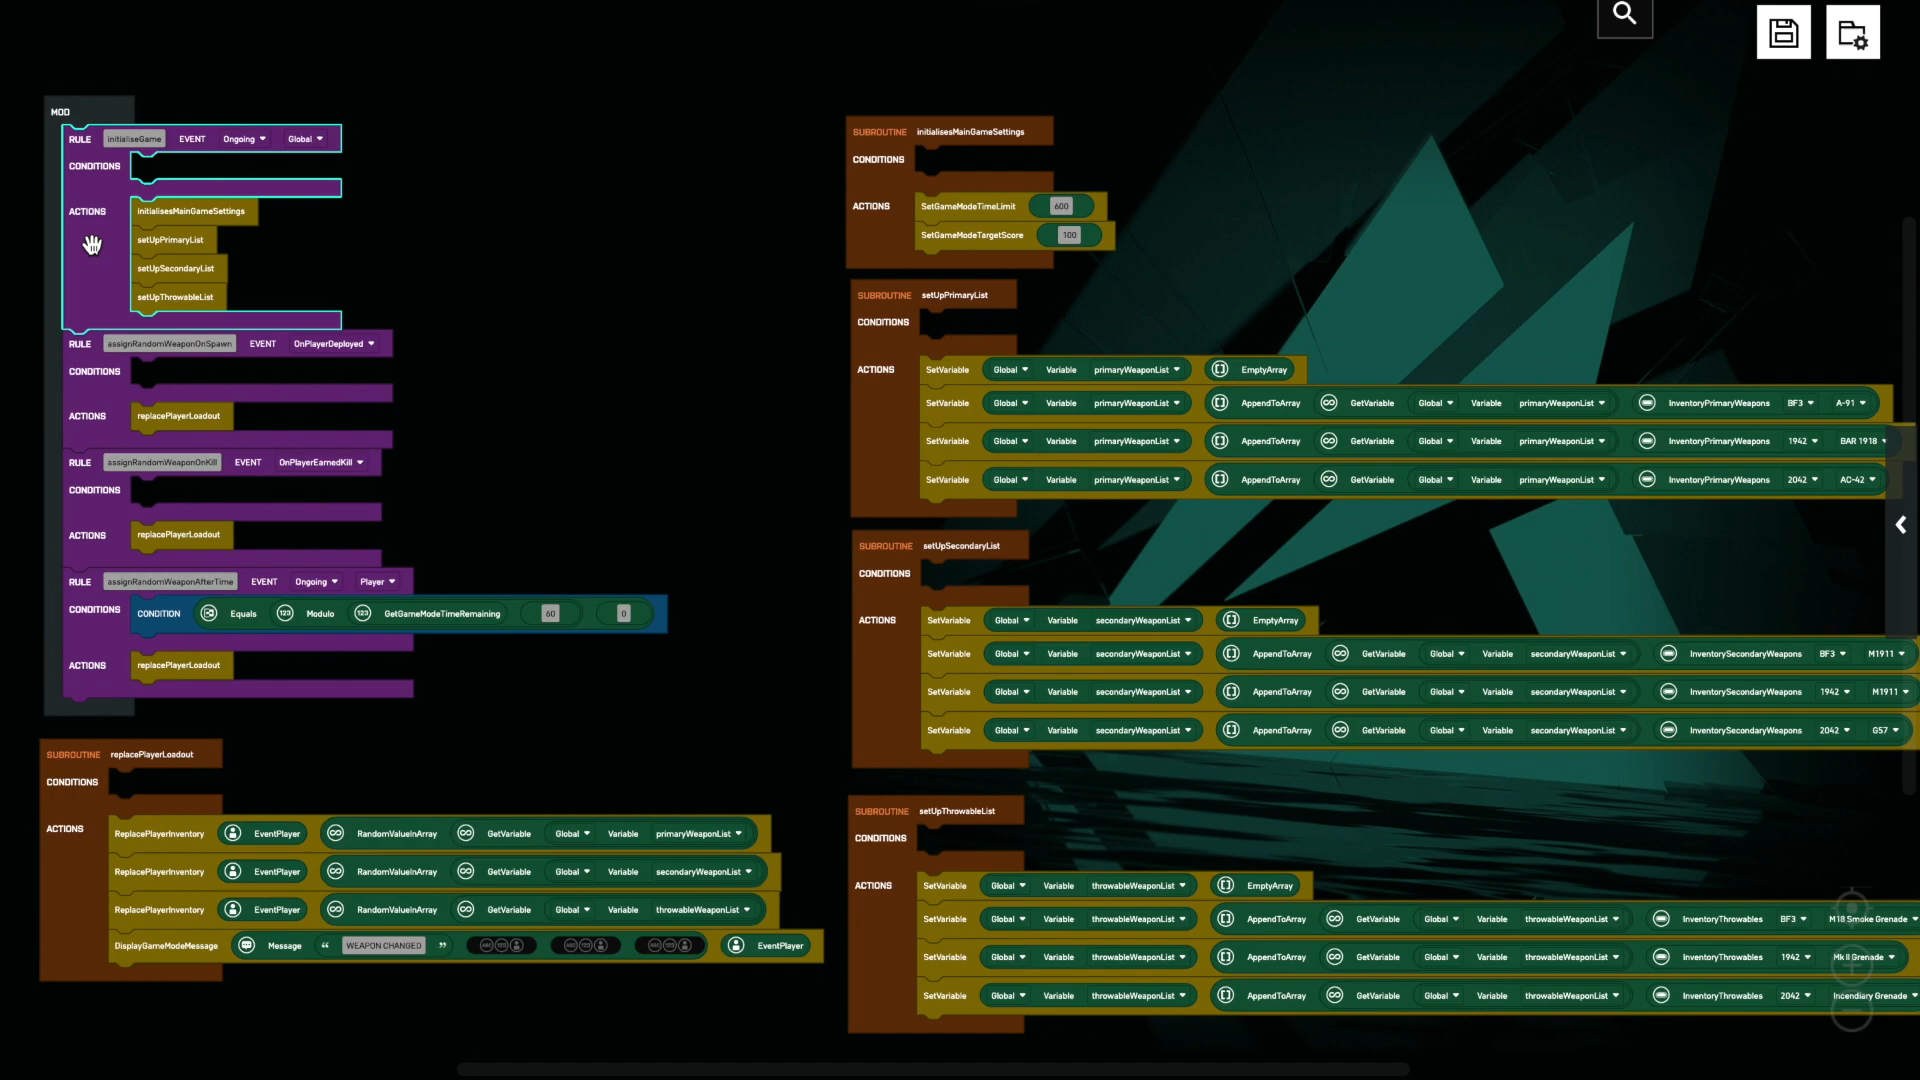 MOD
RULE initialiseGame EVENT Ongoing Global
CONDITIONS
ACTIONS initialisesMainGameSettings
setUpPrimaryList
setUpSecondaryList
setUpThrowableList
RULE assignRandomWeaponOnSpawn EVENT OnPlayerDeployed
CONDITIONS
ACTIONS replacePlayerLoadout
RULE assignRandomWeaponOnKill EVENT OnPlayerEarnedKill
CONDITIONS
ACTIONS replacePlayerLoadout
RULE assignRandomWeaponAfterTime EVENT Ongoing Player
CONDITIONS CONDITION Equals 123 Modulo 123 GetGameModeTimeRemaining 60 0
ACTIONS replacePlayerLoadout
SUBROUTINE replacePlayerLoadout
CONDITIONS
ACTIONS ReplacePlayerInventory EventPlayer RandomValueInArray GetVariable Global Variable primaryWeaponList
ReplacePlayerInventory EventPlayer RandomValueInArray GetVariable Global Variable secondaryWeaponList
ReplacePlayerInventory EventPlayer RandomValueInArray GetVariable Global Variable throwableWeaponList
DisplayGameModeMessage Message “ WEAPON CHANGED ” ABC 123 ABC 123 ABC 123 EventPlayer
SUBROUTINE initialisesMainGameSettings
CONDITIONS
ACTIONS SetGameModeTimeLimit 600
SetGameModeTargetScore 100
SUBROUTINE setUpPrimaryList
CONDITIONS
ACTIONS SetVariable Global Variable primaryWeaponList EmptyArray
SetVariable Global Variable primaryWeaponList AppendToArray GetVariable Global Variable primaryWeaponList InventoryPrimaryWeapons BF3 A-91
SetVariable Global Variable primaryWeaponList AppendToArray GetVariable Global Variable primaryWeaponList InventoryPrimaryWeapons 1942 BAR 1918
SetVariable Global Variable primaryWeaponList AppendToArray GetVariable Global Variable primaryWeaponList InventoryPrimaryWeapons 2042 AC-42
SUBROUTINE setUpSecondaryList
CONDITIONS
ACTIONS SetVariable Global Variable secondaryWeaponList EmptyArray
SetVariable Global Variable secondaryWeaponList AppendToArray GetVariable Global Variable secondaryWeaponList InventorySecondaryWeapons BF3 M1911
SetVariable Global Variable secondaryWeaponList AppendToArray GetVariable Global Variable secondaryWeaponList InventorySecondaryWeapons 1942 M1911
SetVariable Global Variable secondaryWeaponList AppendToArray GetVariable Global Variable secondaryWeaponList InventorySecondaryWeapons 2042 G57
SUBROUTINE setUpThrowableList
CONDITIONS
ACTIONS SetVariable Global Variable throwableWeaponList EmptyArray
SetVariable Global Variable throwableWeaponList AppendToArray GetVariable Global Variable throwableWeaponList InventoryThrowables BF3 M18 Smoke Grenade
SetVariable Global Variable throwableWeaponList AppendToArray GetVariable Global Variable throwableWeaponList InventoryThrowables 1942 Mk II Grenade
SetVariable Global Variable throwableWeaponList AppendToArray GetVariable Global Variable throwableWeaponList InventoryThrowables 2042 Incendiary Grenade